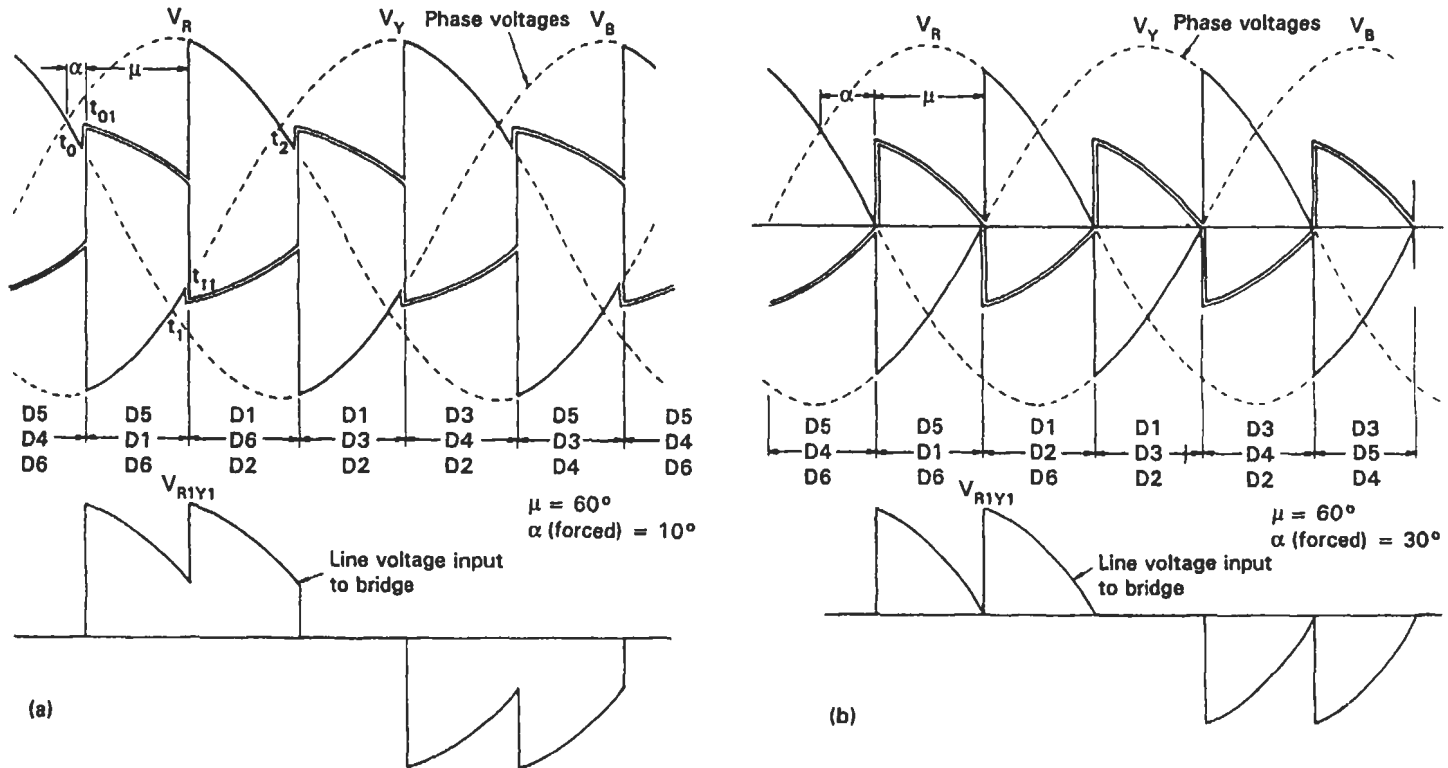 V_R
V_Y
Phase voltages
V_B
α
μ
t_01
t_0
t_2
t_11
t_1
D5 D5 D1 D1 D3 D5 D5
D4 D1 D6 D3 D4 D3 D4
D6 D6 D2 D2 D2 D4 D6
V_R1Y1
μ = 60°
α (forced) = 10°
Line voltage input
to bridge
(a)
V_R
V_Y
Phase voltages
V_B
α
μ
D5 D5 D1 D1 D3 D3
D4 D1 D2 D3 D4 D5
D6 D6 D6 D2 D2 D4
V_R1Y1
μ = 60°
α (forced) = 30°
Line voltage input
to bridge
(b)